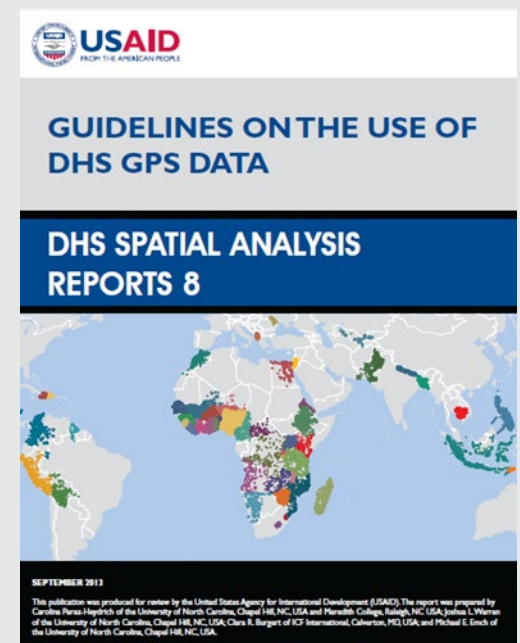 USAID
FROM THE AMERICAN PEOPLE
GUIDELINES ON THE USE OF
DHS GPS DATA
DHS SPATIAL ANALYSIS
REPORTS 8
SEPTEMBER 2013
This publication was produced for review by the United States Agency for International Development (USAID). The report was prepared by
Carolina Perez-Heydrich of the University of North Carolina, Chapel Hill, NC, USA and Meredith College, Raleigh, NC USA; Joshua L. Warren
of the University of North Carolina, Chapel Hill, NC, USA; Clara R. Burgert of ICF International, Calverton, MD, USA; and Michael E. Emch of
the University of North Carolina, Chapel Hill, NC, USA.